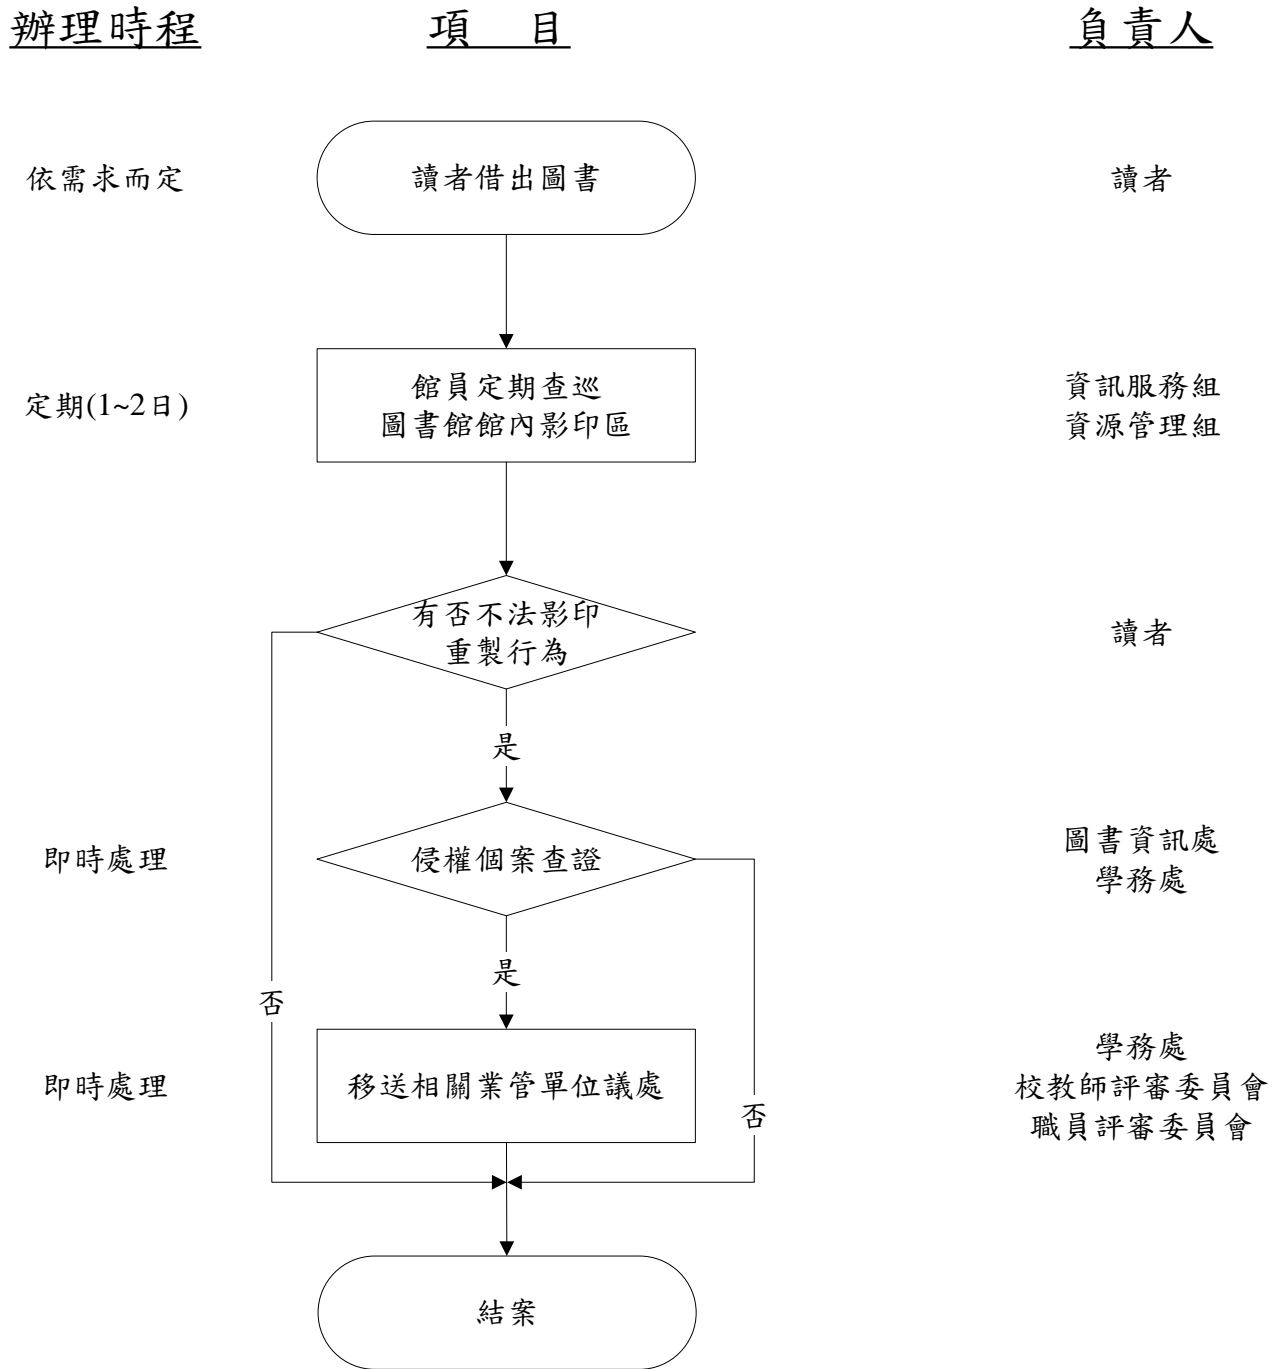 辦理時程
項 目
負責人
依需求而定
讀者借出圖書
讀者
定期(1~2日)
館員定期查巡
圖書館館內影印區
資訊服務組
資源管理組
有否不法影印
重製行為
讀者
是
即時處理
侵權個案查證
圖書資訊處
學務處
是
否
即時處理
移送相關業管單位議處
學務處
校教師評審委員會
職員評審委員會
否
結案